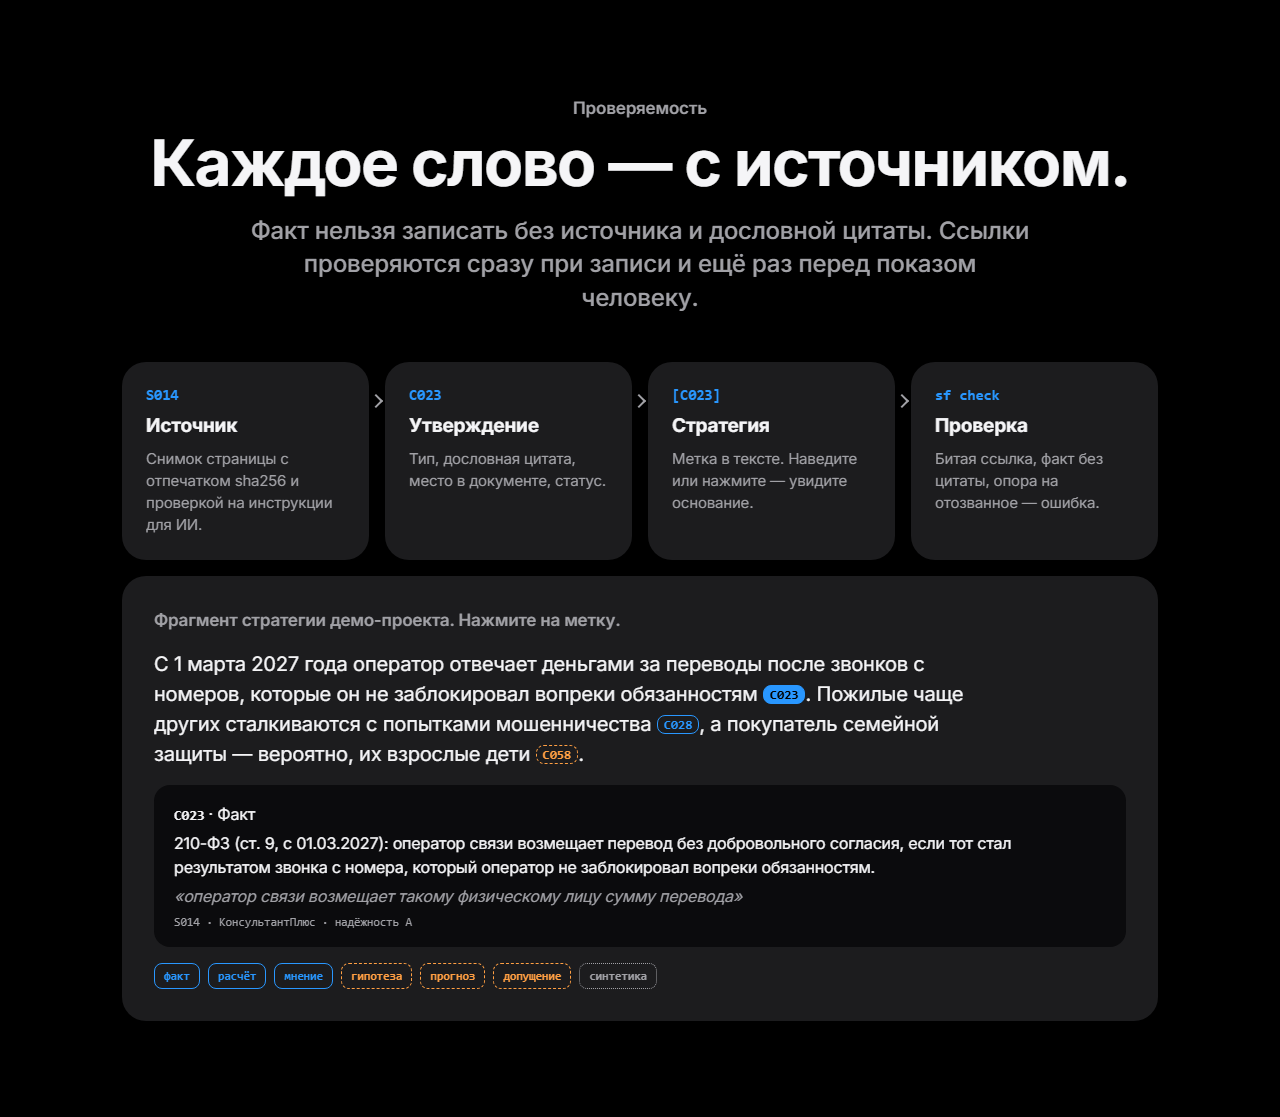 Проверяемость
Каждое слово — с источником.
Факт нельзя записать без источника и дословной цитаты. Ссылки
проверяются сразу при записи и ещё раз перед показом
человеку.
S014
Источник
Снимок страницы с
отпечатком sha256 и
проверкой на инструкции
для ИИ.
C023
Утверждение
Тип, дословная цитата,
место в документе, статус.
[C023]
Стратегия
Метка в тексте. Наведите
или нажмите — увидите
основание.
sf check
Проверка
Битая ссылка, факт без
цитаты, опора на
отозванное — ошибка.
Фрагмент стратегии демо-проекта. Нажмите на метку.
С 1 марта 2027 года оператор отвечает деньгами за переводы после звонков с
номеров, которые он не заблокировал вопреки обязанностям C023. Пожилые чаще
других сталкиваются с попытками мошенничества C028, а покупатель семейной
защиты — вероятно, их взрослые дети C058.
C023 · Факт
210-ФЗ (ст. 9, с 01.03.2027): оператор связи возмещает перевод без добровольного согласия, если тот стал
результатом звонка с номера, который оператор не заблокировал вопреки обязанностям.
«оператор связи возмещает такому физическому лицу сумму перевода»
S014 · КонсультантПлюс · надёжность A
факт расчёт мнение гипотеза прогноз допущение синтетика